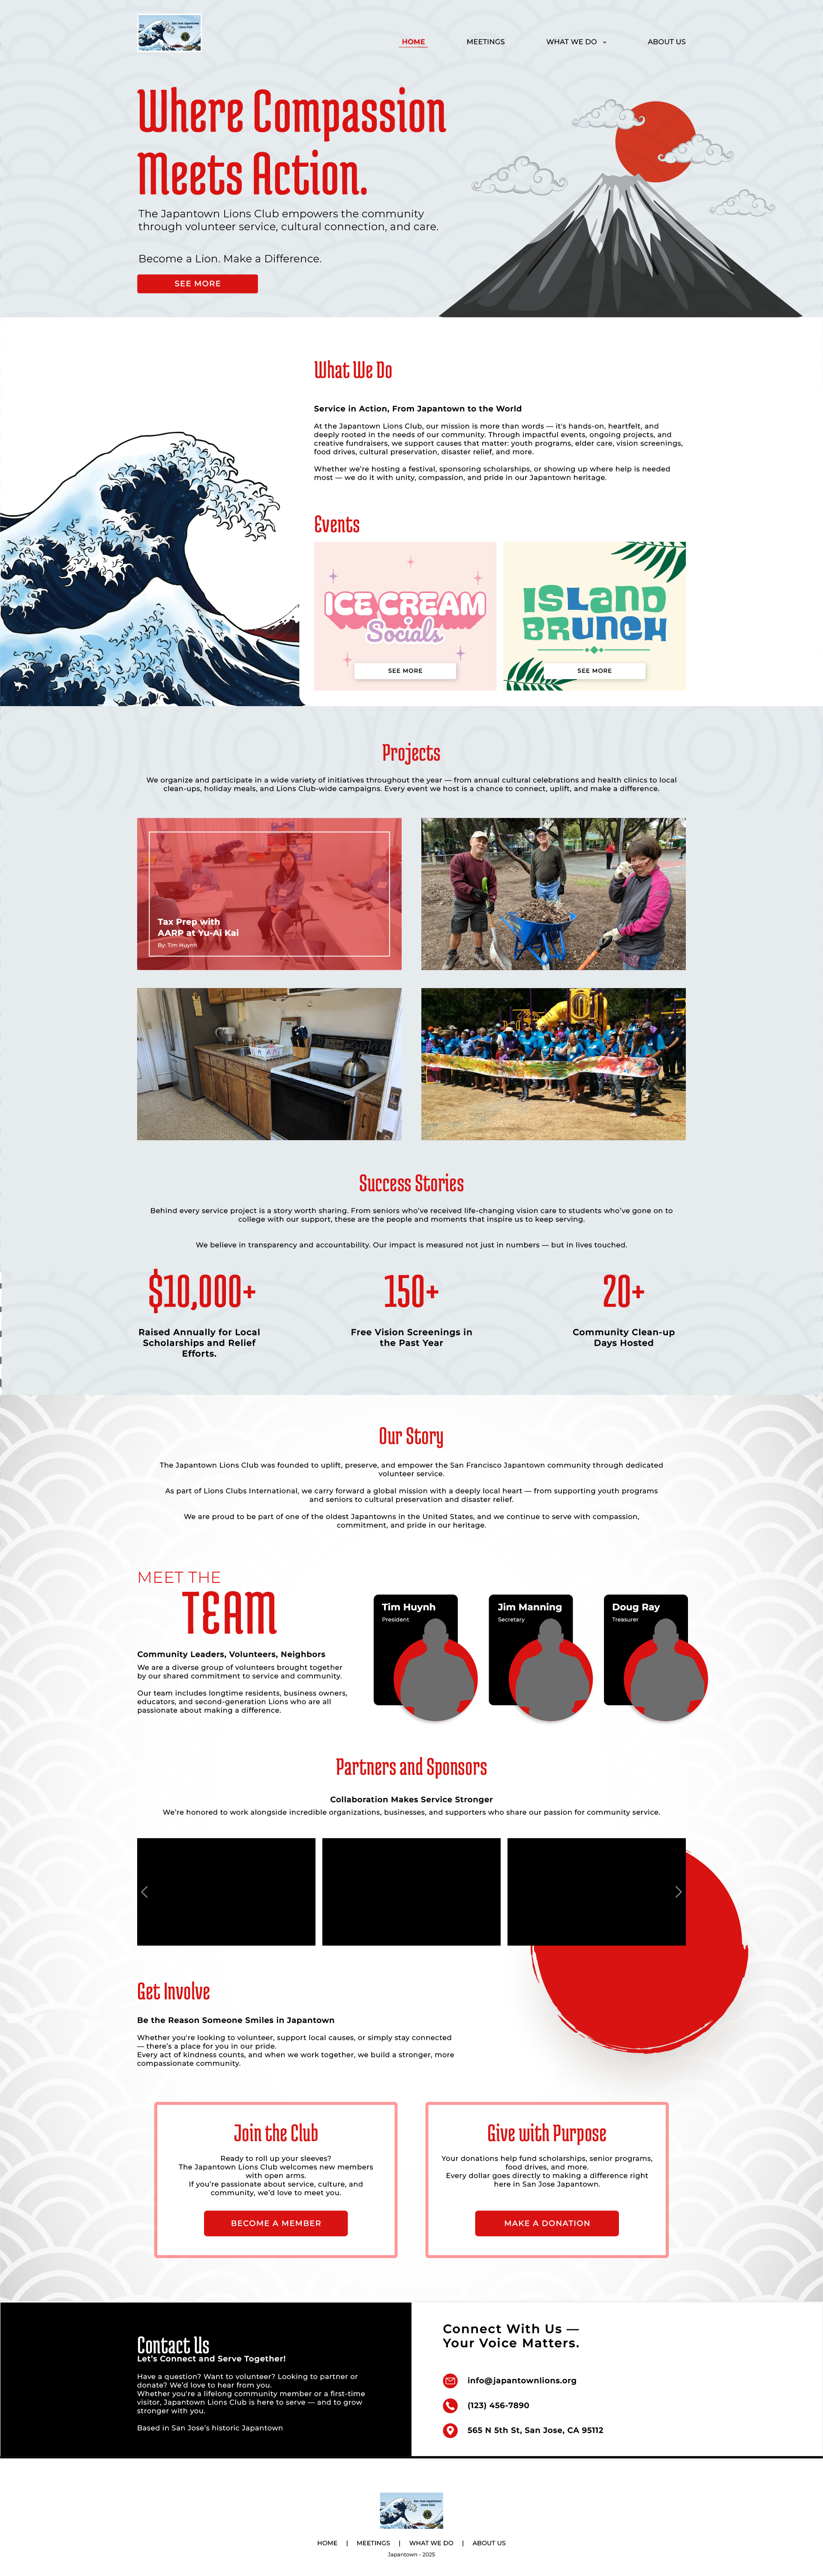 San Jose Japantown
Lions Club
HOME
MEETINGS
WHAT WE DO
ABOUT US
Where Compassion
Meets Action.
The Japantown Lions Club empowers the community
through volunteer service, cultural connection, and care.
Become a Lion. Make a Difference.
SEE MORE
What We Do
Service in Action, From Japantown to the World
At the Japantown Lions Club, our mission is more than words — it's hands-on, heartfelt, and
deeply rooted in the needs of our community. Through impactful events, ongoing projects, and
creative fundraisers, we support causes that matter: youth programs, elder care, vision screenings,
food drives, cultural preservation, disaster relief, and more.
Whether we're hosting a festival, sponsoring scholarships, or showing up where help is needed
most — we do it with unity, compassion, and pride in our Japantown heritage.
Events
ICE CREAM
Socials
SEE MORE
ISLAND
BRUNCH
SEE MORE
Projects
We organize and participate in a wide variety of initiatives throughout the year — from annual cultural celebrations and health clinics to local
clean-ups, holiday meals, and Lions Club-wide campaigns. Every event we host is a chance to connect, uplift, and make a difference.
Tax Prep with
AARP at Yu-Ai Kai
By: Tim Huynh
Success Stories
Behind every service project is a story worth sharing. From seniors who've received life-changing vision care to students who've gone on to
college with our support, these are the people and moments that inspire us to keep serving.
We believe in transparency and accountability. Our impact is measured not just in numbers — but in lives touched.
$10,000+
Raised Annually for Local
Scholarships and Relief
Efforts.
150+
Free Vision Screenings in
the Past Year
20+
Community Clean-up
Days Hosted
Our Story
The Japantown Lions Club was founded to uplift, preserve, and empower the San Francisco Japantown community through dedicated
volunteer service.
As part of Lions Clubs International, we carry forward a global mission with a deeply local heart — from supporting youth programs
and seniors to cultural preservation and disaster relief.
We are proud to be part of one of the oldest Japantowns in the United States, and we continue to serve with compassion,
commitment, and pride in our heritage.
MEET THE
TEAM
Community Leaders, Volunteers, Neighbors
We are a diverse group of volunteers brought together
by our shared commitment to service and community.
Our team includes longtime residents, business owners,
educators, and second-generation Lions who are all
passionate about making a difference.
Tim Huynh
President
Jim Manning
Secretary
Doug Ray
Treasurer
Partners and Sponsors
Collaboration Makes Service Stronger
We're honored to work alongside incredible organizations, businesses, and supporters who share our passion for community service.
Get Involve
Be the Reason Someone Smiles in Japantown
Whether you're looking to volunteer, support local causes, or simply stay connected
— there's a place for you in our pride.
Every act of kindness counts, and when we work together, we build a stronger, more
compassionate community.
Join the Club
Ready to roll up your sleeves?
The Japantown Lions Club welcomes new members
with open arms.
If you're passionate about service, culture, and
community, we'd love to meet you.
BECOME A MEMBER
Give with Purpose
Your donations help fund scholarships, senior programs,
food drives, and more.
Every dollar goes directly to making a difference right
here in San Jose Japantown.
MAKE A DONATION
Contact Us
Let's Connect and Serve Together!
Have a question? Want to volunteer? Looking to partner or
donate? We'd love to hear from you.
Whether you're a lifelong community member or a first-time
visitor, Japantown Lions Club is here to serve — and to grow
stronger with you.
Based in San Jose's historic Japantown
Connect With Us —
Your Voice Matters.
info@japantownlions.org
(123) 456-7890
565 N 5th St, San Jose, CA 95112
San Jose Japantown
Lions Club
HOME | MEETINGS | WHAT WE DO | ABOUT US
Japantown - 2025